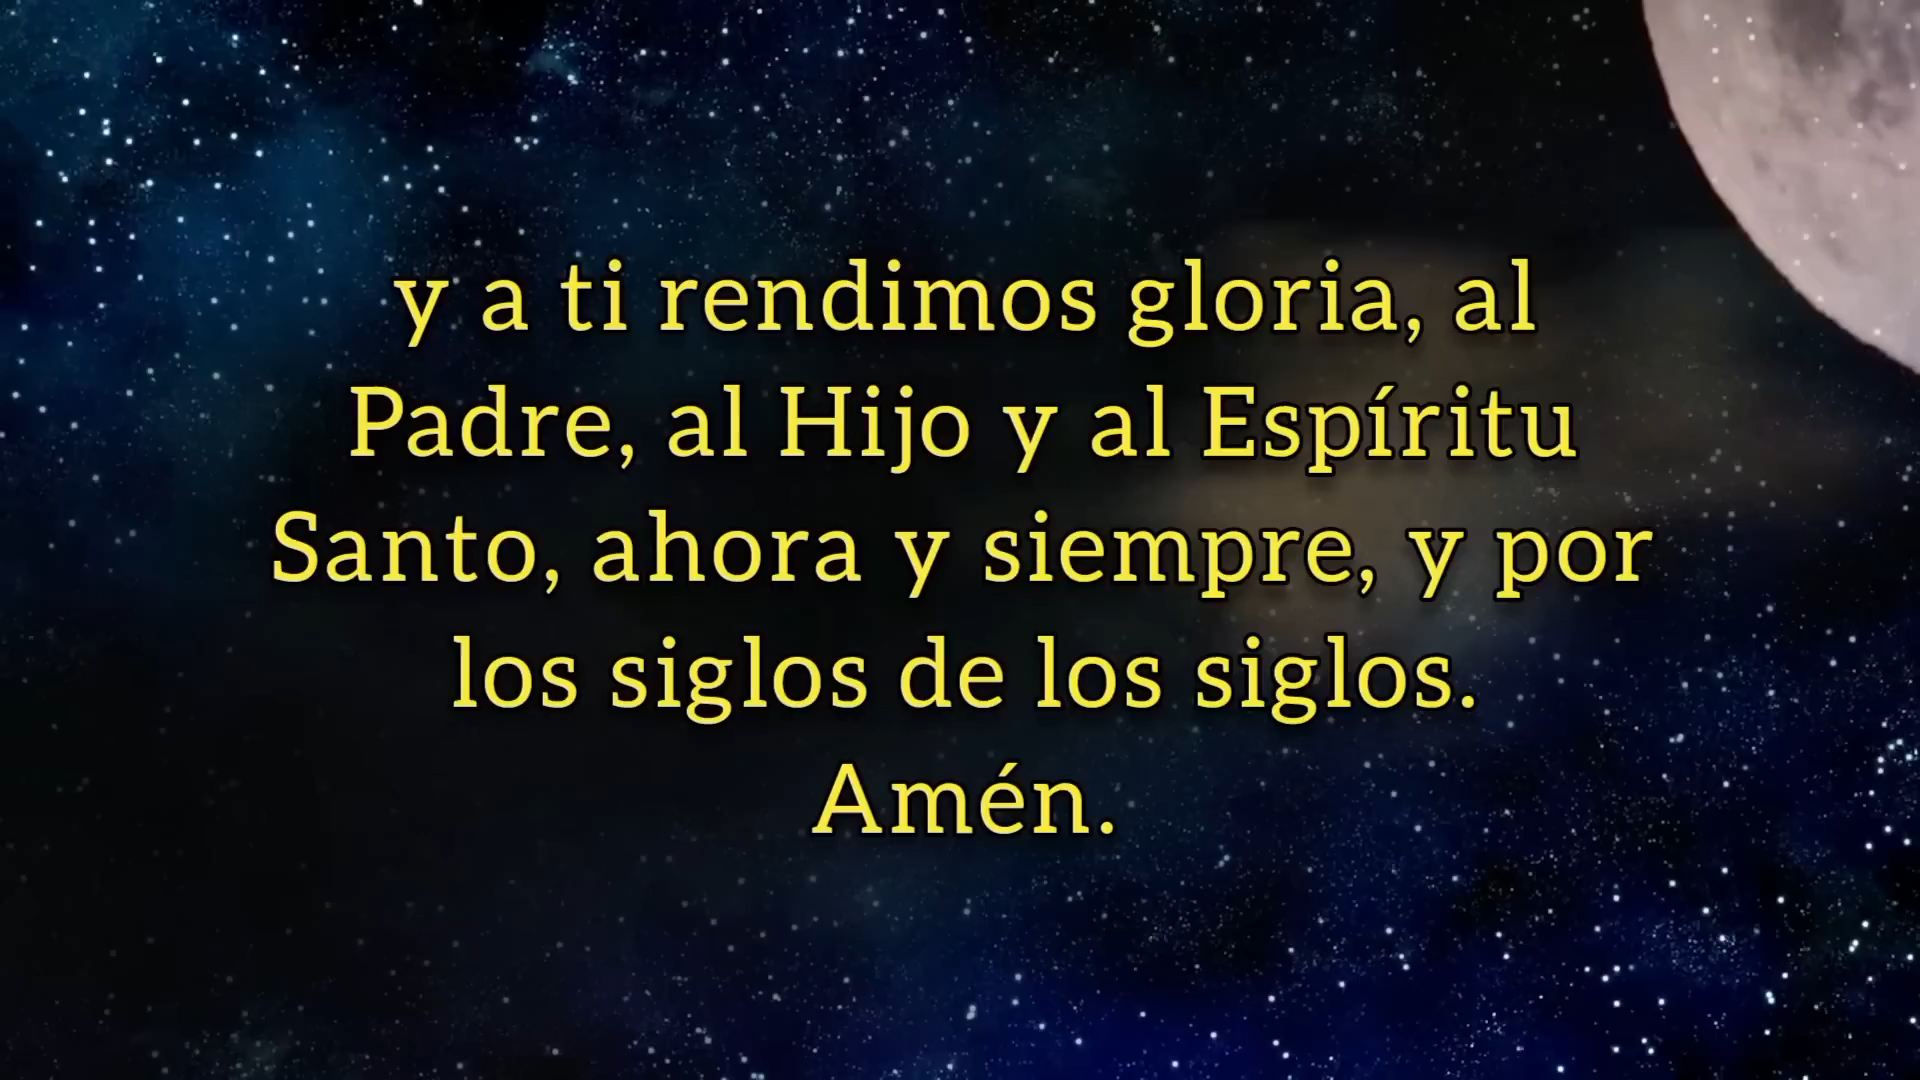 y a ti rendimos gloria, al
Padre, al Hijo y al Espíritu
Santo, ahora y siempre, y por
los siglos de los siglos.
Amén.